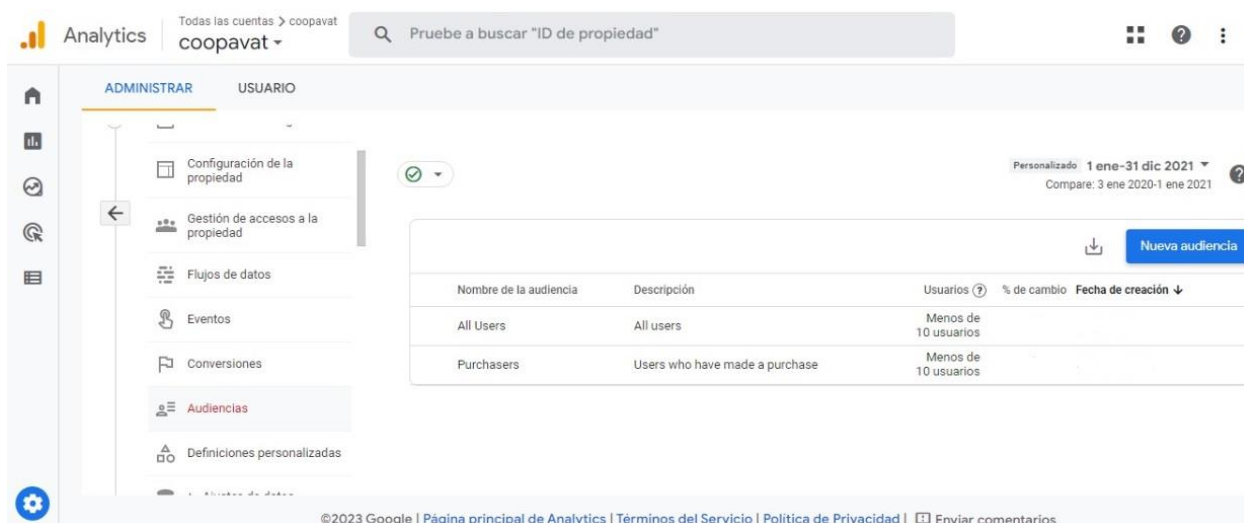 Analytics
Todas las cuentas > coopavat
coopavat
Pruebe a buscar "ID de propiedad"
ADMINISTRAR
USUARIO
Configuración de la
propiedad
Gestión de accesos a la
propiedad
Flujos de datos
Eventos
Conversiones
Audiencias
Definiciones personalizadas
Personalizado 1 ene-31 dic 2021
Compare: 3 ene 2020-1 ene 2021
Nueva audiencia
Nombre de la audiencia Descripción Usuarios % de cambio Fecha de creación
All Users All users Menos de
10 usuarios
Purchasers Users who have made a purchase Menos de
10 usuarios
©2023 Google | Página principal de Analytics | Términos del Servicio | Política de Privacidad | Enviar comentarios